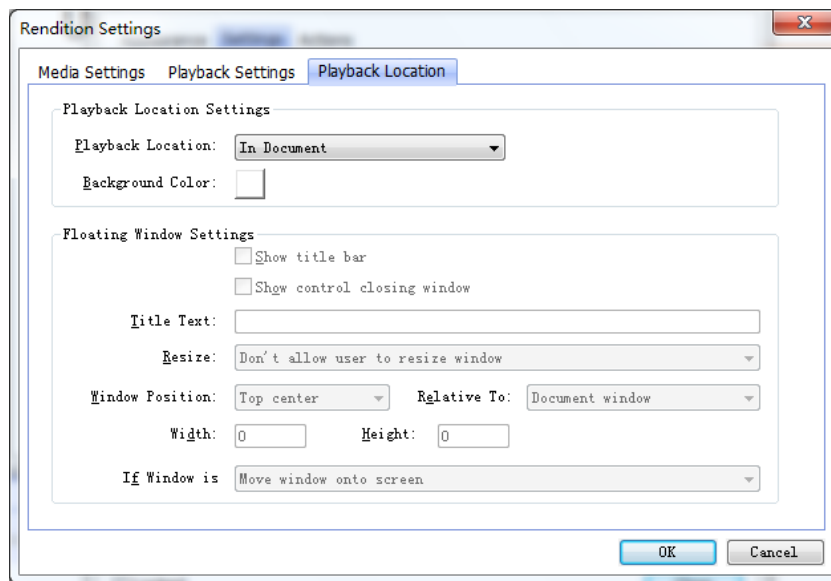 Rendition Settings
Settings Actions
Media Settings Playback Settings Playback Location
Playback Location Settings
Playback Location: In Document
Background Color:
Floating Window Settings
Show title bar
Show control closing window
Title Text:
Resize: Don't allow user to resize window
Window Position: Top center Relative To: Document window
Width: 0 Height: 0
If Window is Move window onto screen
OK Cancel